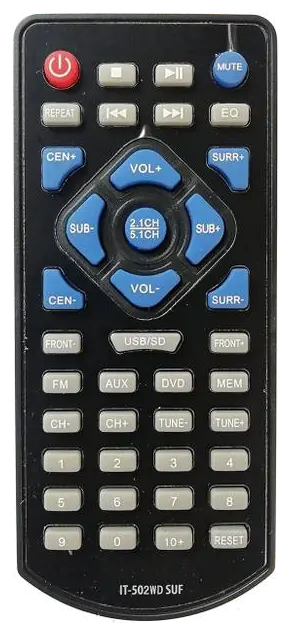 MUTE
REPEAT EQ
CEN+ SURR+
VOL+
SUB- 2.1CH SUB+
5.1CH
VOL-
CEN- SURR-
FRONT- USB/SD FRONT+
FM AUX DVD MEM
CH- CH+ TUNE- TUNE+
1 2 3 4
5 6 7 8
9 0 10+ RESET
IT-502WD SUF